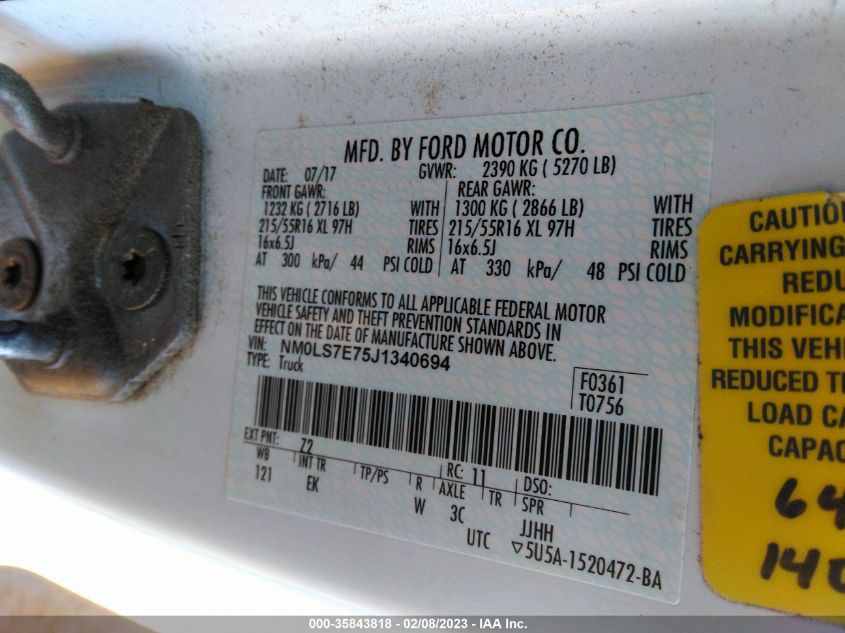 MFD. BY FORD MOTOR CO.
DATE: 07/17 GVWR: 2390 KG ( 5270 LB)
FRONT GAWR: REAR GAWR:
1232 KG ( 2716 LB) WITH 1300 KG ( 2866 LB) WITH
215/55R16 XL 97H TIRES 215/55R16 XL 97H TIRES
16x6.5J RIMS 16x6.5J RIMS
AT 300 kPa/ 44 PSI COLD AT 330 kPa/ 48 PSI COLD
THIS VEHICLE CONFORMS TO ALL APPLICABLE FEDERAL MOTOR
VEHICLE SAFETY AND THEFT PREVENTION STANDARDS IN
EFFECT ON THE DATE OF MANUFACTURE SHOWN ABOVE.
VIN: NM0LS7E75J1340694
TYPE: Truck
F0361
T0756
EXT PNT: Z2 RC: 11 DSO:
WB INT TR TP/PS R AXLE TR SPR
121 EK W 3C JJHH
UTC ▽5U5A-1520472-BA
CAUTION
CARRYING
REDU
MODIFICA
THIS VEHI
REDUCED T
LOAD CA
CAPAC
64
140
000-35843818 - 02/08/2023 - IAA Inc.